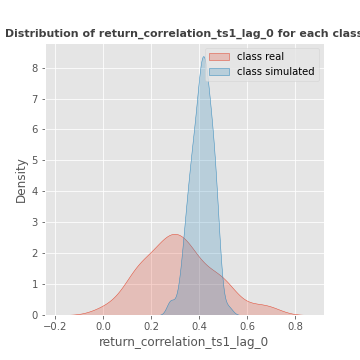 Distribution of return_correlation_ts1_lag_0 for each class
class real
class simulated
Density
8
7
6
5
4
3
2
1
0
−0.2 0.0 0.2 0.4 0.6 0.8
return_correlation_ts1_lag_0